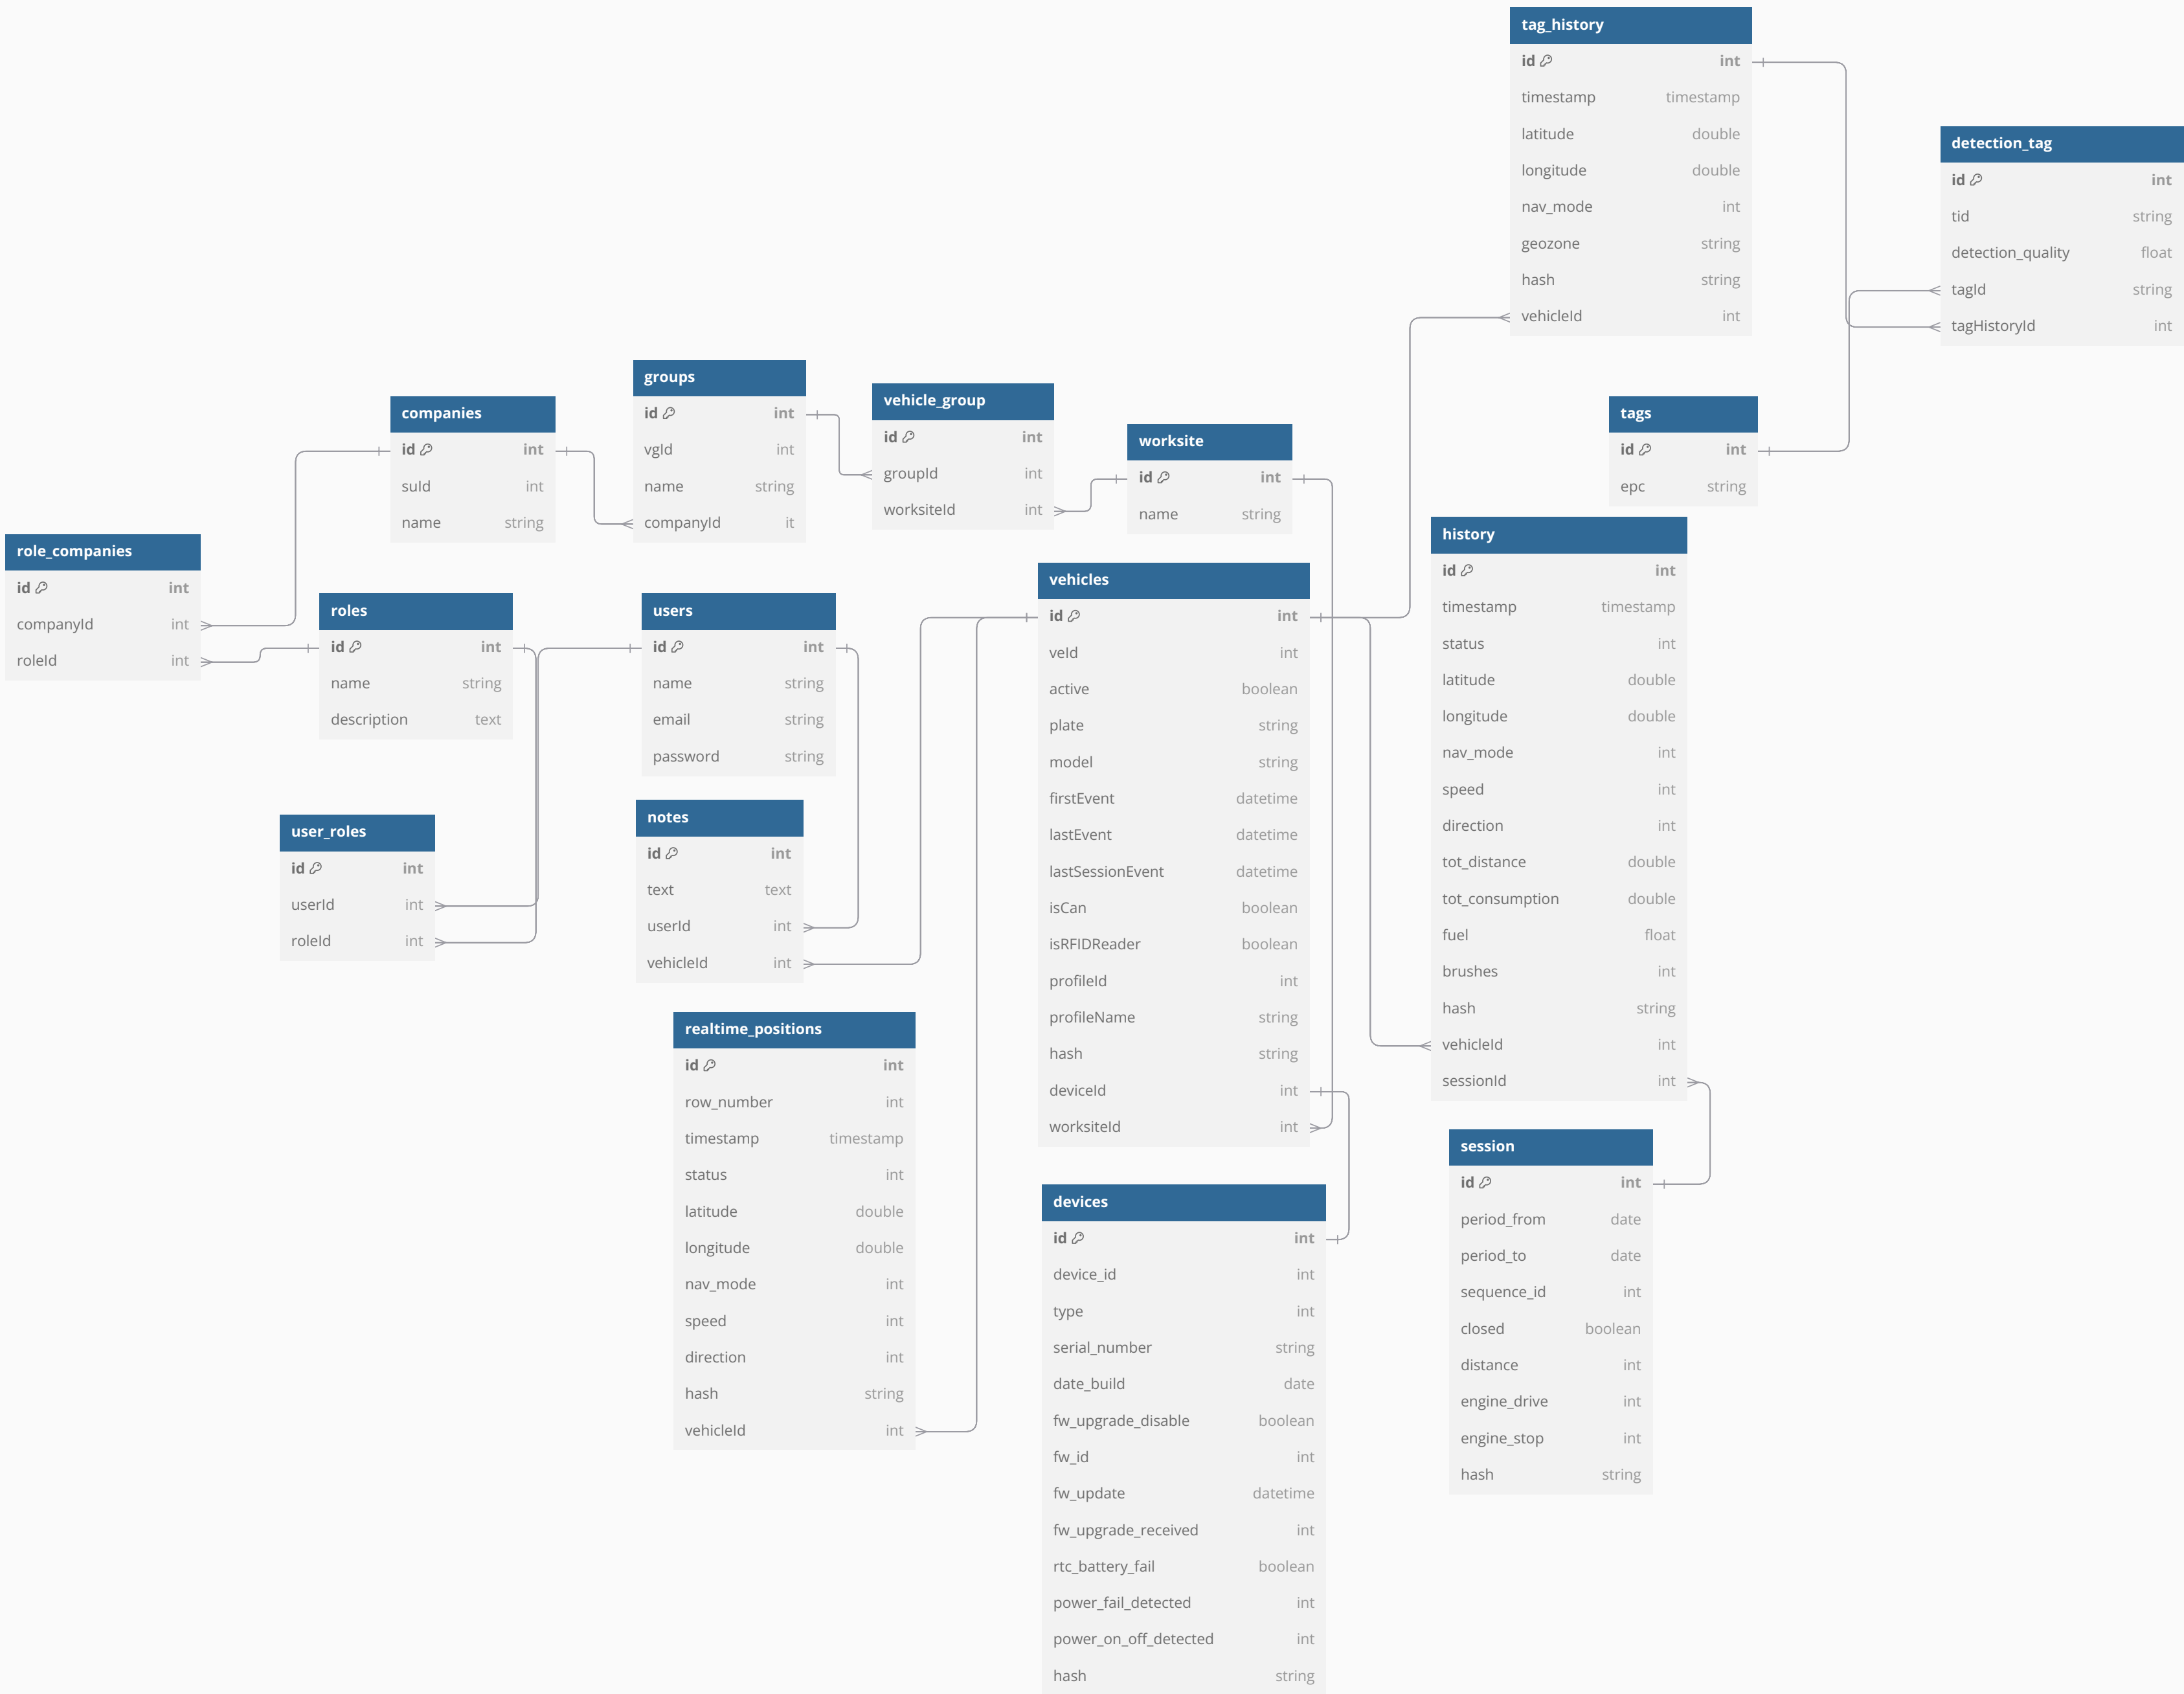 tag_history
id int
timestamp timestamp
latitude double
longitude double
nav_mode int
geozone string
hash string
vehicleId int
detection_tag
id int
tid string
detection_quality float
tagId string
tagHistoryId int
groups
id int
vgId int
name string
companyId it
vehicle_group
id int
groupId int
worksiteId int
companies
id int
suId int
name string
tags
id int
epc string
worksite
id int
name string
history
id int
timestamp timestamp
status int
latitude double
longitude double
nav_mode int
speed int
direction int
tot_distance double
tot_consumption double
fuel float
brushes int
hash string
vehicleId int
sessionId int
role_companies
id int
companyId int
roleId int
vehicles
id int
veId int
active boolean
plate string
model string
firstEvent datetime
lastEvent datetime
lastSessionEvent datetime
isCan boolean
isRFIDReader boolean
profileId int
profileName string
hash string
deviceId int
worksiteId int
roles
id int
name string
description text
users
id int
name string
email string
password string
notes
id int
text text
userId int
vehicleId int
user_roles
id int
userId int
roleId int
realtime_positions
id int
row_number int
timestamp timestamp
status int
latitude double
longitude double
nav_mode int
speed int
direction int
hash string
vehicleId int
session
id int
period_from date
period_to date
sequence_id int
closed boolean
distance int
engine_drive int
engine_stop int
hash string
devices
id int
device_id int
type int
serial_number string
date_build date
fw_upgrade_disable boolean
fw_id int
fw_update datetime
fw_upgrade_received int
rtc_battery_fail boolean
power_fail_detected int
power_on_off_detected int
hash string